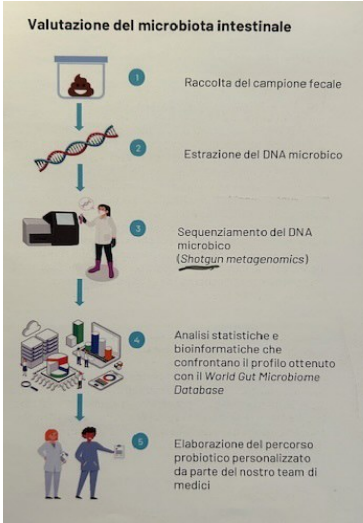 Valutazione del microbiota intestinale
1
Raccolta del campione fecale
2
Estrazione del DNA microbico
3
Sequenziamento del DNA
microbico
(Shotgun metagenomics)
4
Analisi statistiche e
bioinformatiche che
confrontano il profilo ottenuto
con il World Gut Microbiome
Database
5
Elaborazione del percorso
probiotico personalizzato
da parte del nostro team di
medici